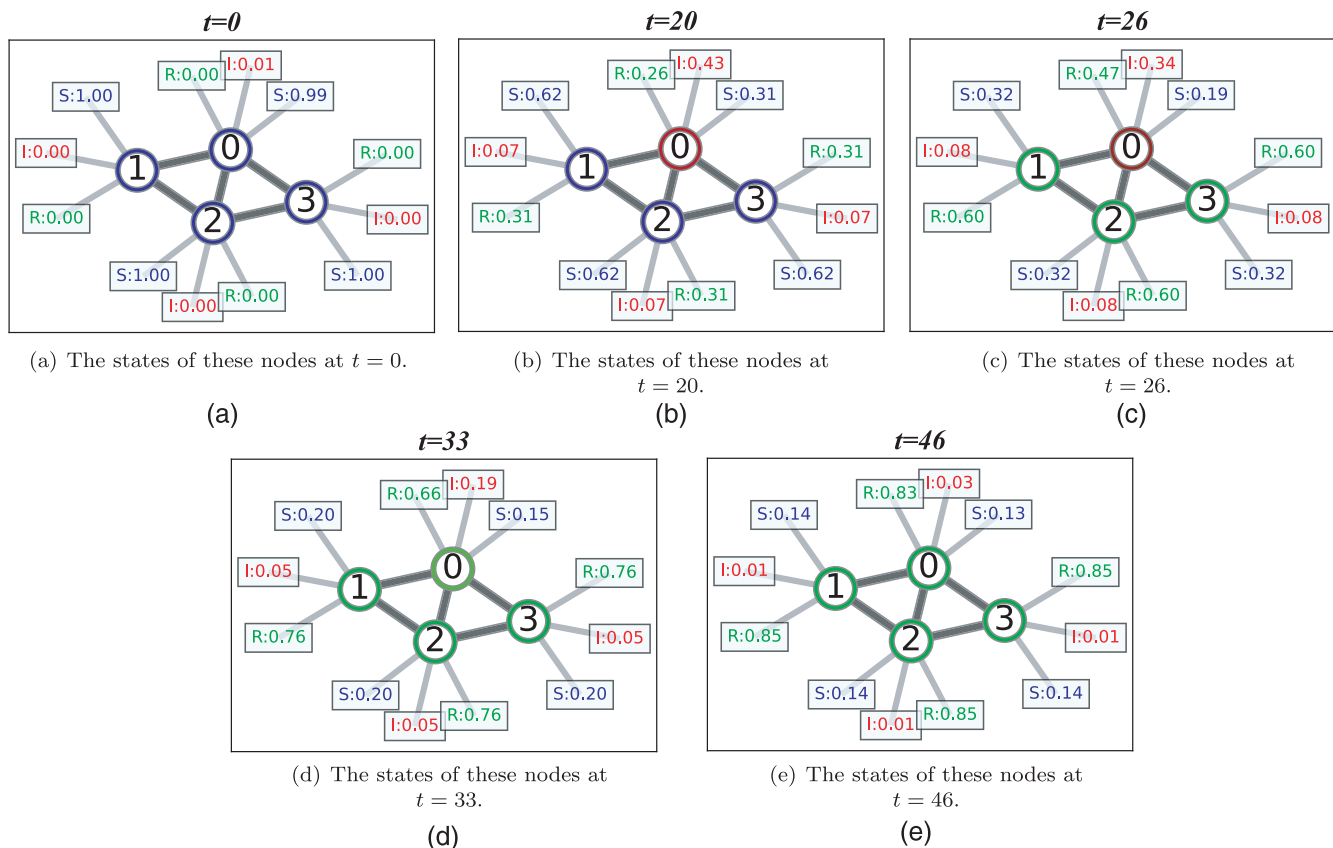 t=0
R:0.00
I:0.01
S:1.00
S:0.99
I:0.00
R:0.00
1
0
R:0.00
2
3
I:0.00
S:1.00
S:1.00
I:0.00
R:0.00
(a) The states of these nodes at t = 0.
(a)
t=20
R:0.26
I:0.43
S:0.62
S:0.31
I:0.07
R:0.31
1
0
R:0.31
2
3
I:0.07
S:0.62
S:0.62
I:0.07
R:0.31
(b) The states of these nodes at
t = 20.
(b)
t=26
R:0.47
I:0.34
S:0.32
S:0.19
I:0.08
R:0.60
1
0
R:0.60
2
3
I:0.08
S:0.32
S:0.32
I:0.08
R:0.60
(c) The states of these nodes at
t = 26.
(c)
t=33
R:0.66
I:0.19
S:0.20
S:0.15
I:0.05
R:0.76
1
0
R:0.76
2
3
I:0.05
S:0.20
S:0.20
I:0.05
R:0.76
(d) The states of these nodes at
t = 33.
(d)
t=46
R:0.83
I:0.03
S:0.14
S:0.13
I:0.01
R:0.85
1
0
R:0.85
2
3
I:0.01
S:0.14
S:0.14
I:0.01
R:0.85
(e) The states of these nodes at
t = 46.
(e)